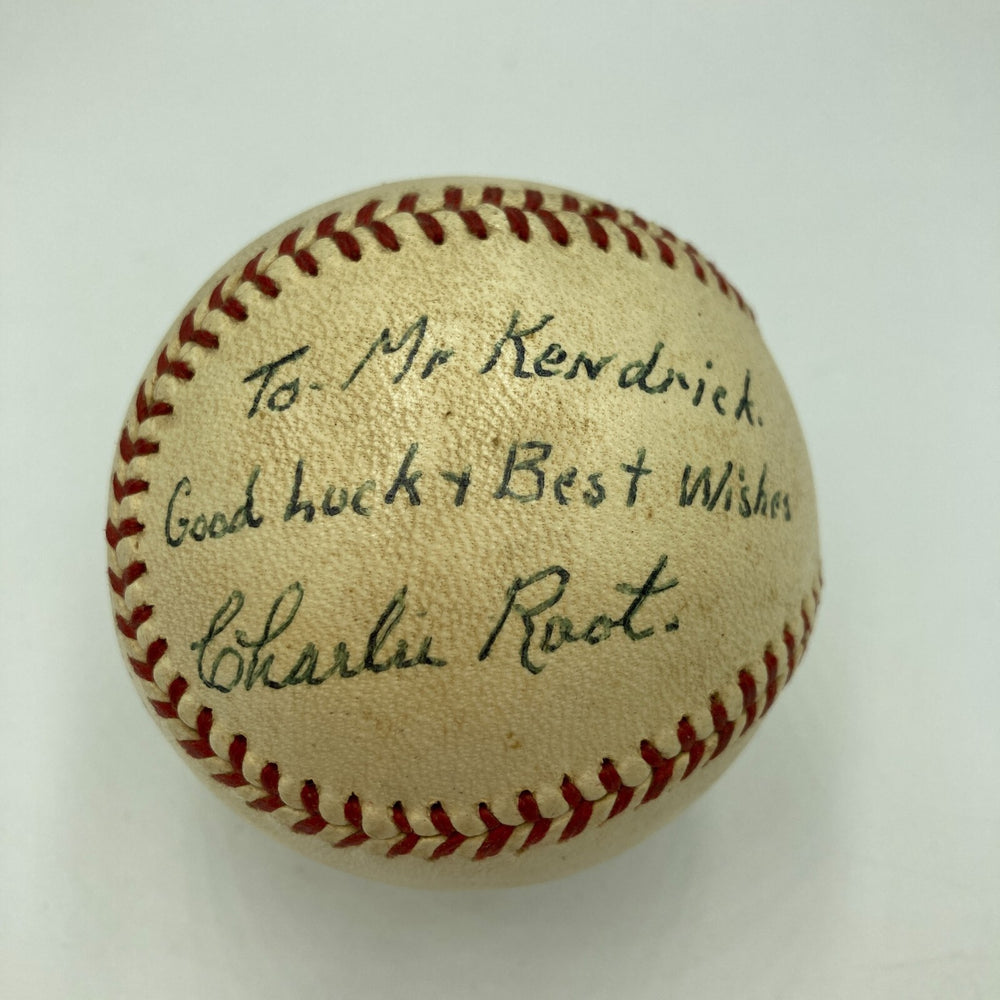 To- Mr Kendrick.
Good Luck + Best Wishes
Charlie Root.